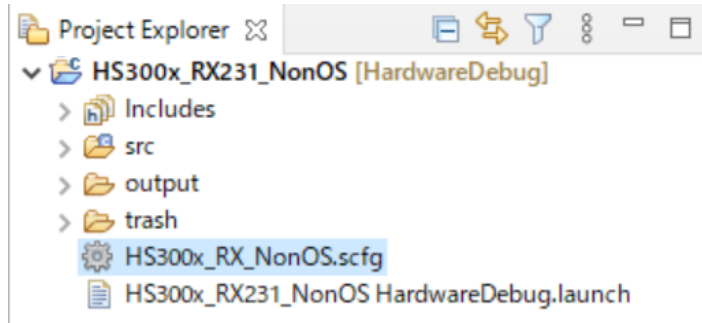 Project Explorer
HS300x_RX231_NonOS [HardwareDebug]
Includes
src
output
trash
HS300x_RX_NonOS.scfg
HS300x_RX231_NonOS HardwareDebug.launch